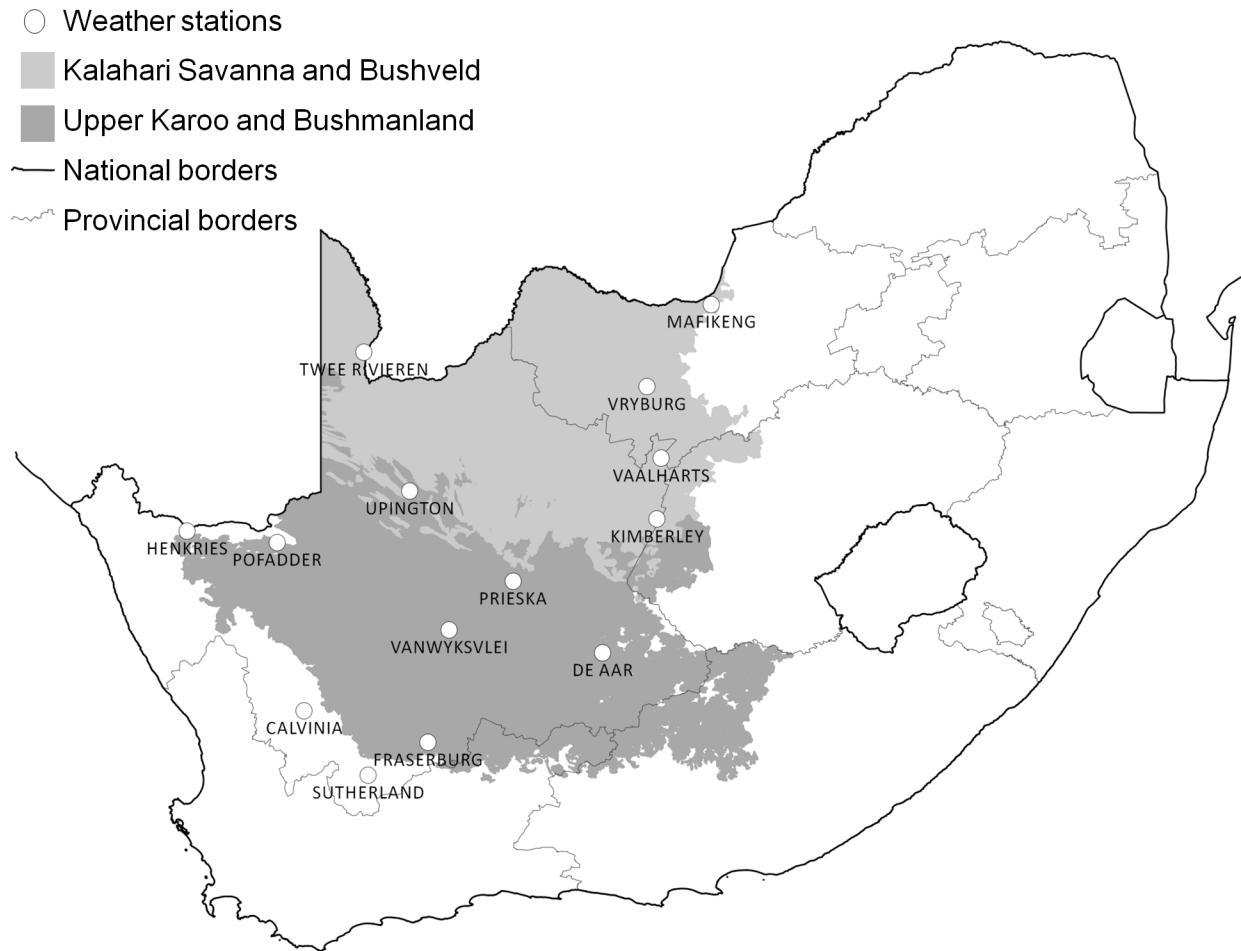 Weather stations
Kalahari Savanna and Bushveld
Upper Karoo and Bushmanland
National borders
Provincial borders
MAFIKENG
TWEE RIVIEREN
VRYBURG
VAALHARTS
UPINGTON
KIMBERLEY
HENKRIES
POFADDER
PRIESKA
VANWYKSVLEI
DE AAR
CALVINIA
FRASERBURG
SUTHERLAND